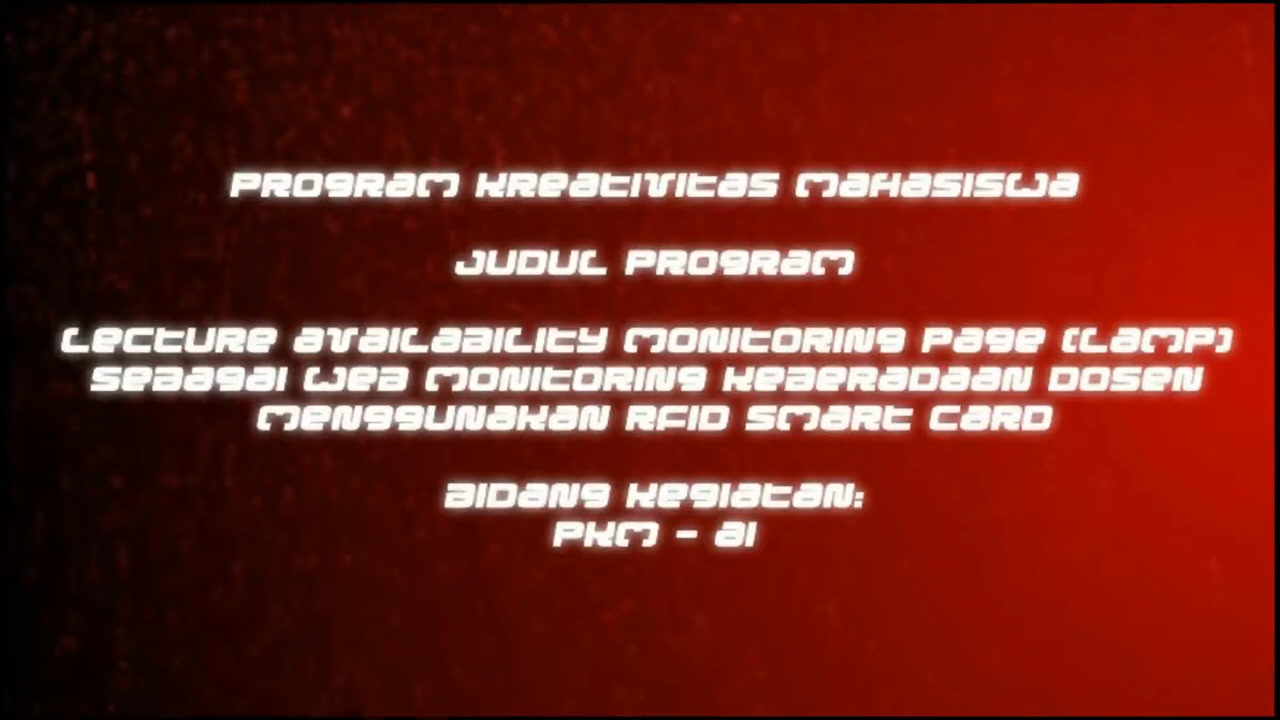 PROGRAM KREATIVITAS MAHASISWA
JUDUL PROGRAM
LECTURE AVAILABILITY MONITORING PAGE (LAMP)
SEBAGAI WEB MONITORING KEBERADAAN DOSEN
MENGGUNAKAN RFID SMART CARD
BIDANG KEGIATAN:
PKM - AI